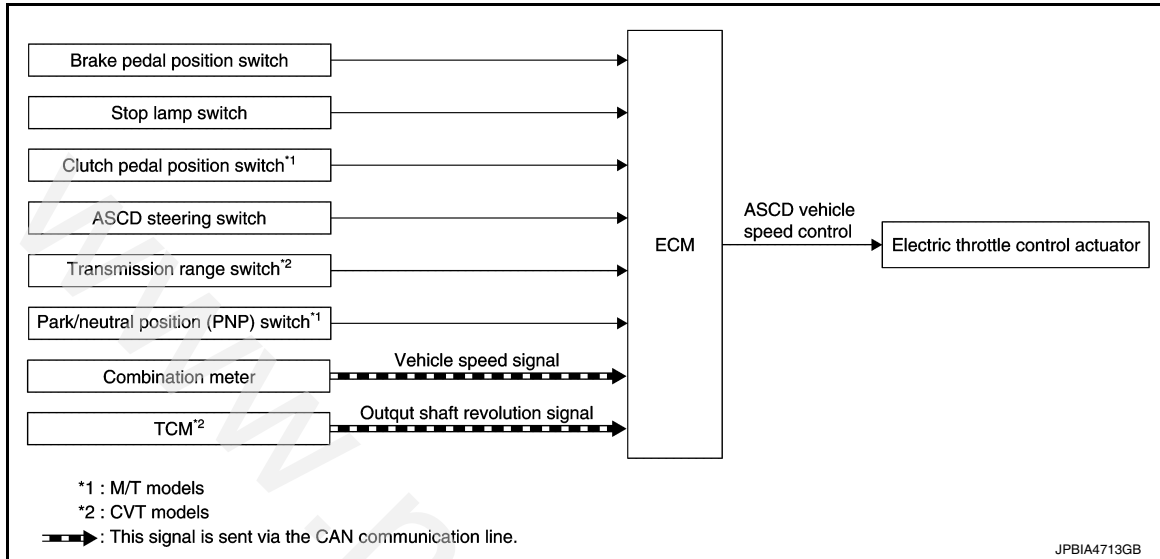 Brake pedal position switch
Stop lamp switch
Clutch pedal position switch*1
ASCD steering switch
Transmission range switch*2
Park/neutral position (PNP) switch*1
Combination meter
TCM*2
Vehicle speed signal
Outqut shaft revolution signal
ECM
ASCD vehicle
speed control
Electric throttle control actuator
*1 : M/T models
*2 : CVT models
: This signal is sent via the CAN communication line.
JPBIA4713GB